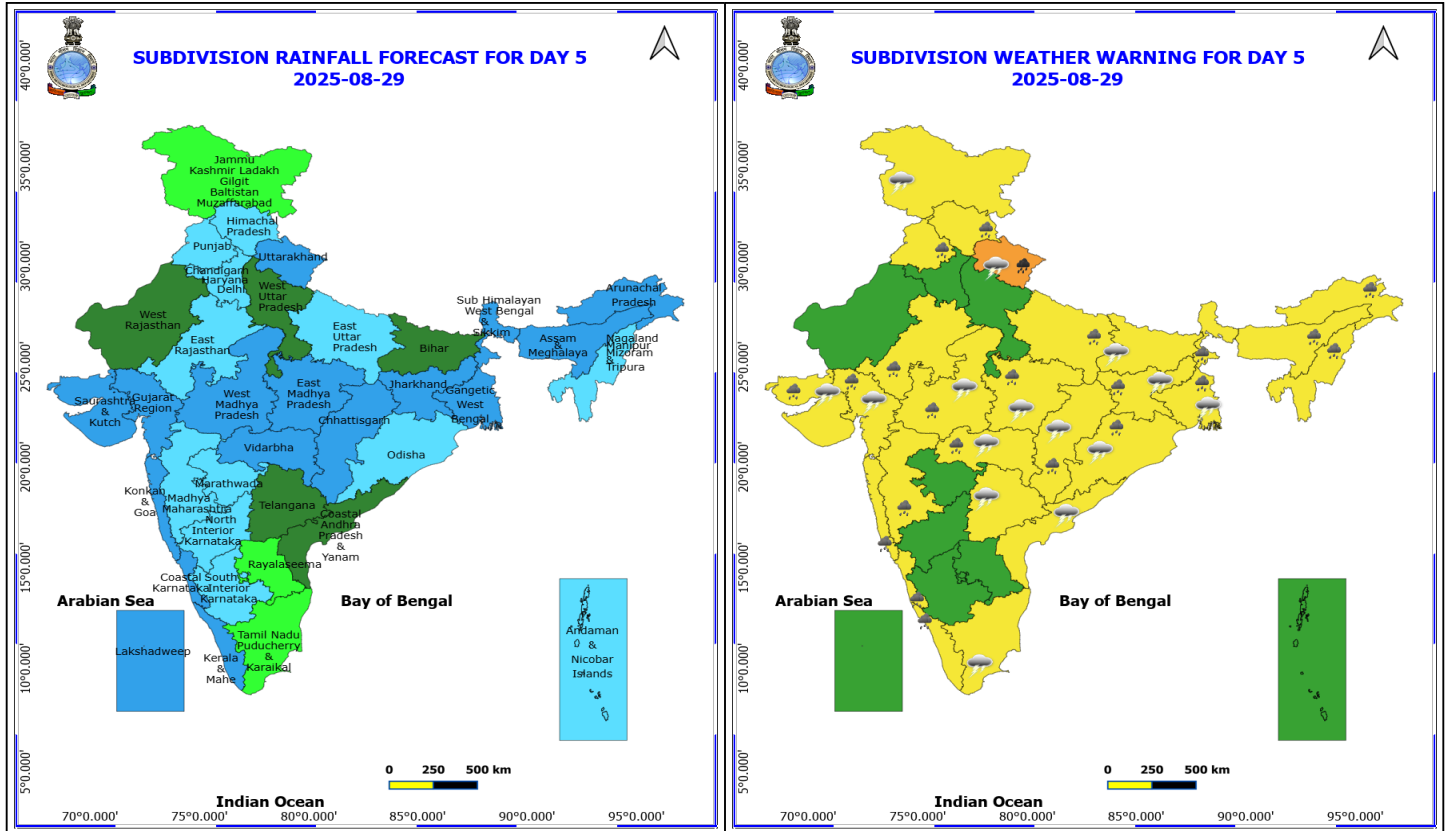 SUBDIVISION RAINFALL FORECAST FOR DAY 5
2025-08-29
40°0.000'
35°0.000'
30°0.000'
25°0.000'
20°0.000'
15°0.000'
10°0.000'
5°0.000'
Jammu
Kashmir Ladakh
Gilgit
Baltistan
Muzaffarabad
Himachal
Pradesh
Punjab
Uttarakhand
Chandigarh
Haryana
Delhi
West
Uttar
Pradesh
West
Rajasthan
East
Rajasthan
East
Uttar
Pradesh
Bihar
Sub Himalayan
West Bengal
&
Sikkim
Arunachal
Pradesh
Assam
&
Meghalaya
Nagaland
Manipur
Mizoram
&
Tripura
Saurashtra
&
Kutch
Gujarat
Region
West
Madhya
Pradesh
East
Madhya
Pradesh
Jharkhand
Gangetic
West
Bengal
Chhattisgarh
Vidarbha
Odisha
Konkan
&
Goa
Madhya
Maharashtra
Marathwada
Telangana
North
Interior
Karnataka
Coastal
Andhra
Pradesh
&
Yanam
Rayalaseema
Coastal
Karnataka
South
Interior
Karnataka
Arabian Sea
Bay of Bengal
Lakshadweep
Kerala
&
Mahe
Tamil Nadu
Puducherry
&
Karaikal
Andaman
&
Nicobar
Islands
0 250 500 km
Indian Ocean
70°0.000' 75°0.000' 80°0.000' 85°0.000' 90°0.000' 95°0.000'
SUBDIVISION WEATHER WARNING FOR DAY 5
2025-08-29
40°0.000'
35°0.000'
30°0.000'
25°0.000'
20°0.000'
15°0.000'
10°0.000'
5°0.000'
Arabian Sea
Bay of Bengal
0 250 500 km
Indian Ocean
70°0.000' 75°0.000' 80°0.000' 85°0.000' 90°0.000' 95°0.000'